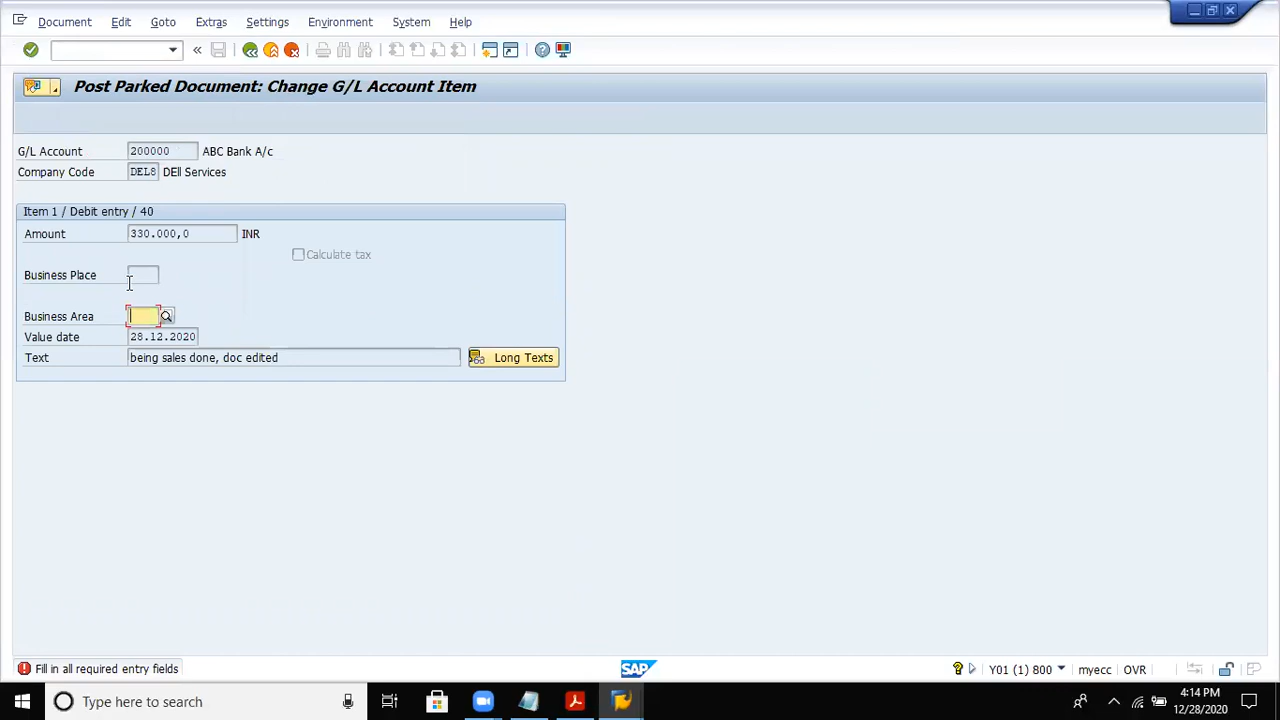 Document Edit Goto Extras Settings Environment System Help
Post Parked Document: Change G/L Account Item
G/L Account 200000 ABC Bank A/c
Company Code DEL8 DEll Services
Item 1 / Debit entry / 40
Amount 330.000,0 INR
Calculate tax
Business Place
Business Area
Value date 28.12.2020
Text being sales done, doc edited Long Texts
Fill in all required entry fields SAP Y01 (1) 800 myecc OVR
Type here to search 4:14 PM
12/28/2020